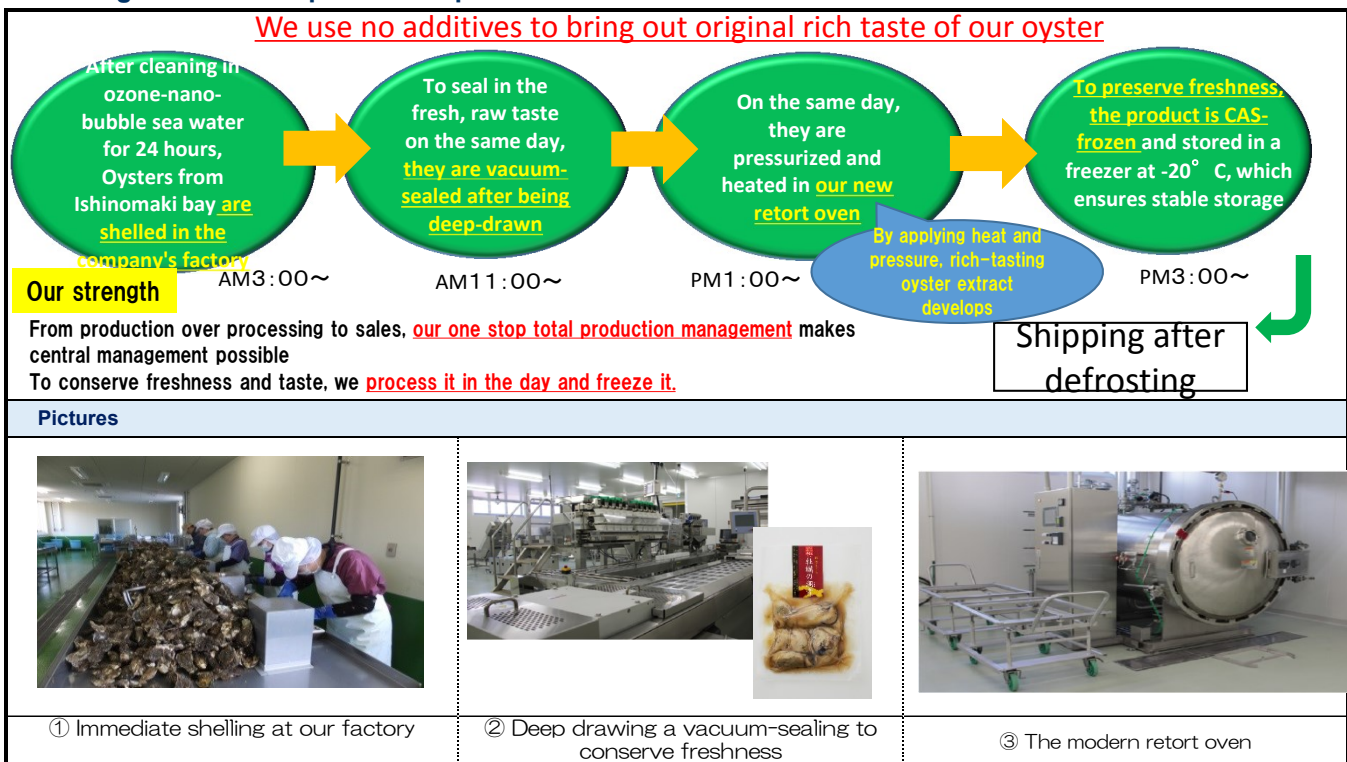 We use no additives to bring out original rich taste of our oyster
After cleaning in
ozone-nano-
bubble sea water
for 24 hours,
Oysters from
Ishinomaki bay are
shelled in the
company's factory
To seal in the
fresh, raw taste
on the same day,
they are vacuum-
sealed after being
deep-drawn
On the same day,
they are
pressurized and
heated in our new
retort oven
By applying heat and
pressure, rich-tasting
oyster extract
develops
To preserve freshness,
the product is CAS-
frozen and stored in a
freezer at -20° C, which
ensures stable storage
AM3:00～
AM11:00～
PM1:00～
PM3:00～
Our strength
From production over processing to sales, our one stop total production management makes
central management possible
To conserve freshness and taste, we process it in the day and freeze it.
Shipping after
defrosting
Pictures
① Immediate shelling at our factory
② Deep drawing a vacuum-sealing to
conserve freshness
③ The modern retort oven